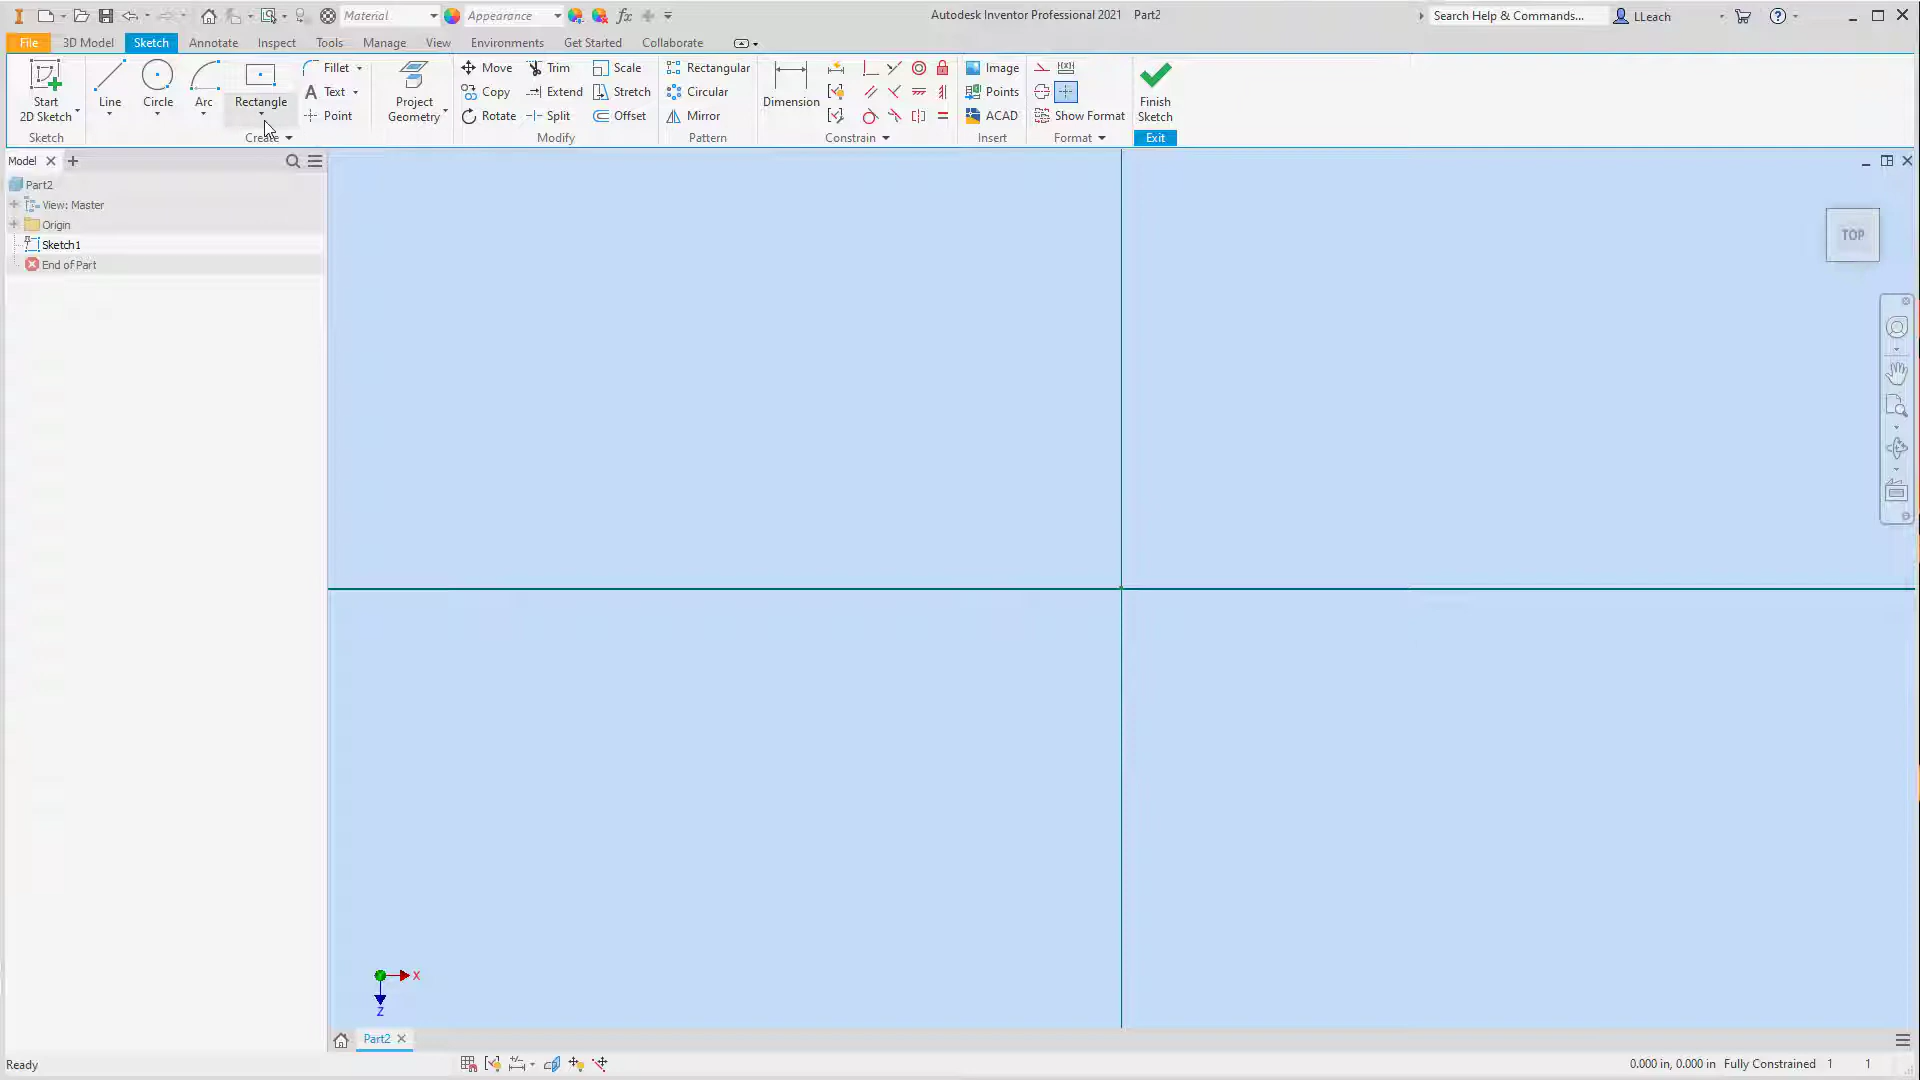 Material
Appearance
fx
Autodesk Inventor Professional 2021 Part2
Search Help & Commands...
LLeach
File
3D Model
Sketch
Annotate
Inspect
Tools
Manage
View
Environments
Get Started
Collaborate
Start
2D Sketch
Line
Circle
Arc
Rectangle
Fillet
Text
Point
Project
Geometry
Move
Copy
Rotate
Trim
Extend
Split
Scale
Stretch
Offset
Rectangular
Circular
Mirror
Dimension
Image
Points
ACAD
Show Format
Finish
Sketch
Sketch
Create
Modify
Pattern
Constrain
Insert
Format
Exit
Model
Part2
View: Master
Origin
Sketch1
End of Part
TOP
X
Z
Part2
Ready
0.000 in, 0.000 in Fully Constrained 1 1